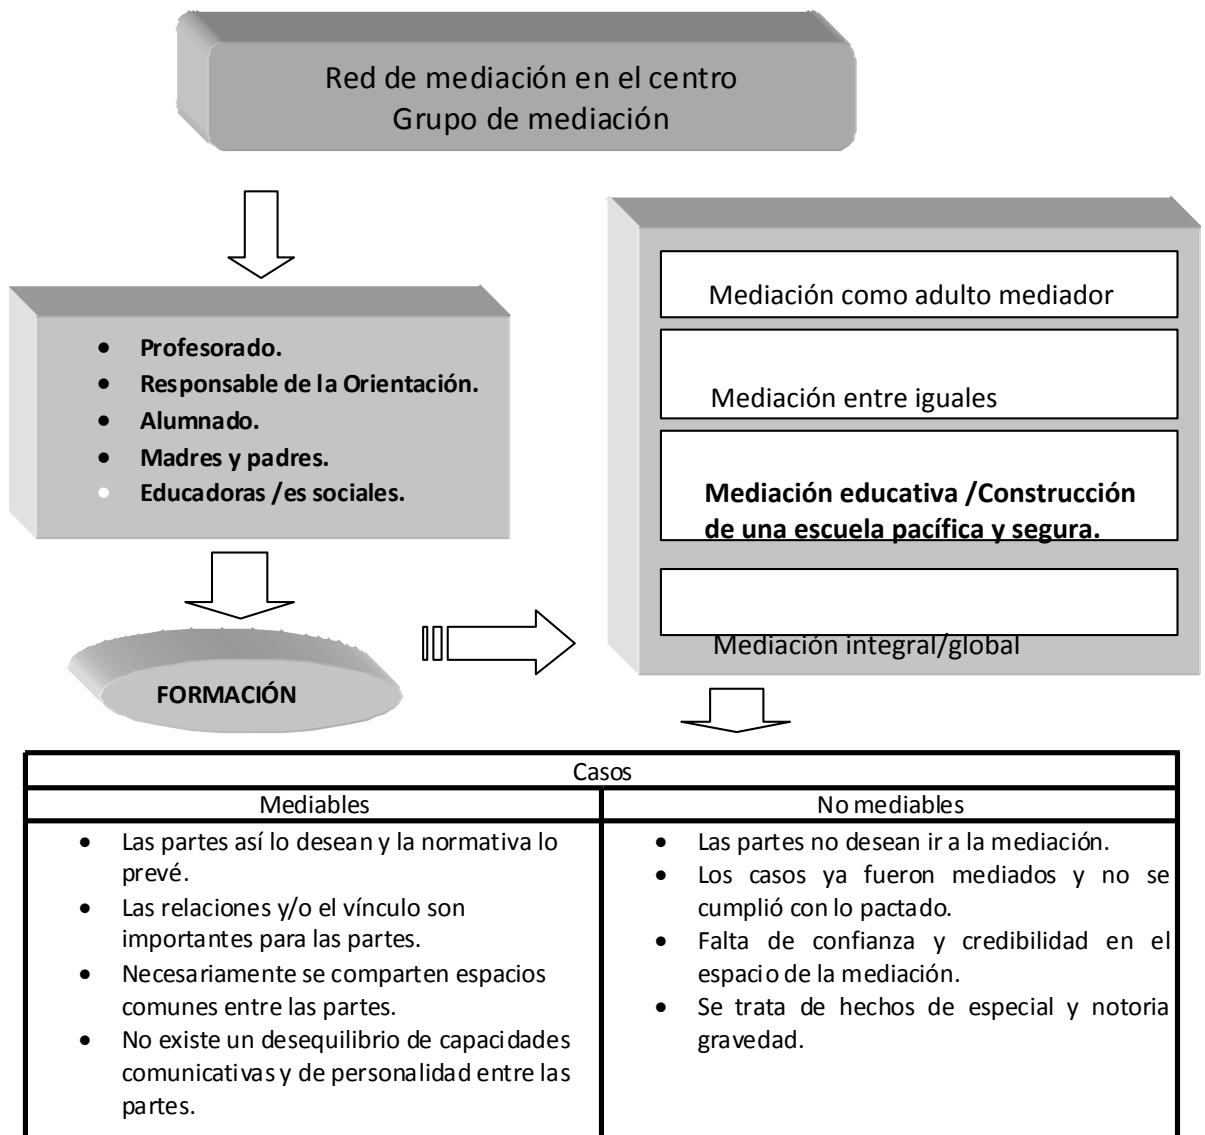 Red de mediación en el centro
Grupo de mediación
• Profesorado.
• Responsable de la Orientación.
• Alumnado.
• Madres y padres.
• Educadoras /es sociales.
FORMACIÓN
Mediación como adulto mediador
Mediación entre iguales
Mediación educativa /Construcción
de una escuela pacífica y segura.
Mediación integral/global
Casos
Mediables
• Las partes así lo desean y la normativa lo
prevé.
• Las relaciones y/o el vínculo son
importantes para las partes.
• Necesariamente se comparten espacios
comunes entre las partes.
• No existe un desequilibrio de capacidades
comunicativas y de personalidad entre las
partes.
No mediables
• Las partes no desean ir a la mediación.
• Los casos ya fueron mediados y no se
cumplió con lo pactado.
• Falta de confianza y credibilidad en el
espacio de la mediación.
• Se trata de hechos de especial y notoria
gravedad.